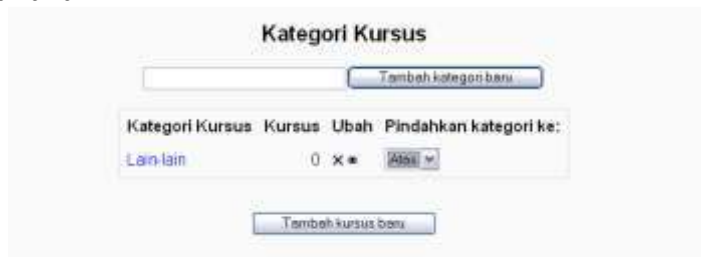 Kategori Kursus
Tambah kategori baru
Kategori Kursus Kursus Ubah Pindahkan kategori ke:
Lain-lain 0 Atas
Tambah kursus baru